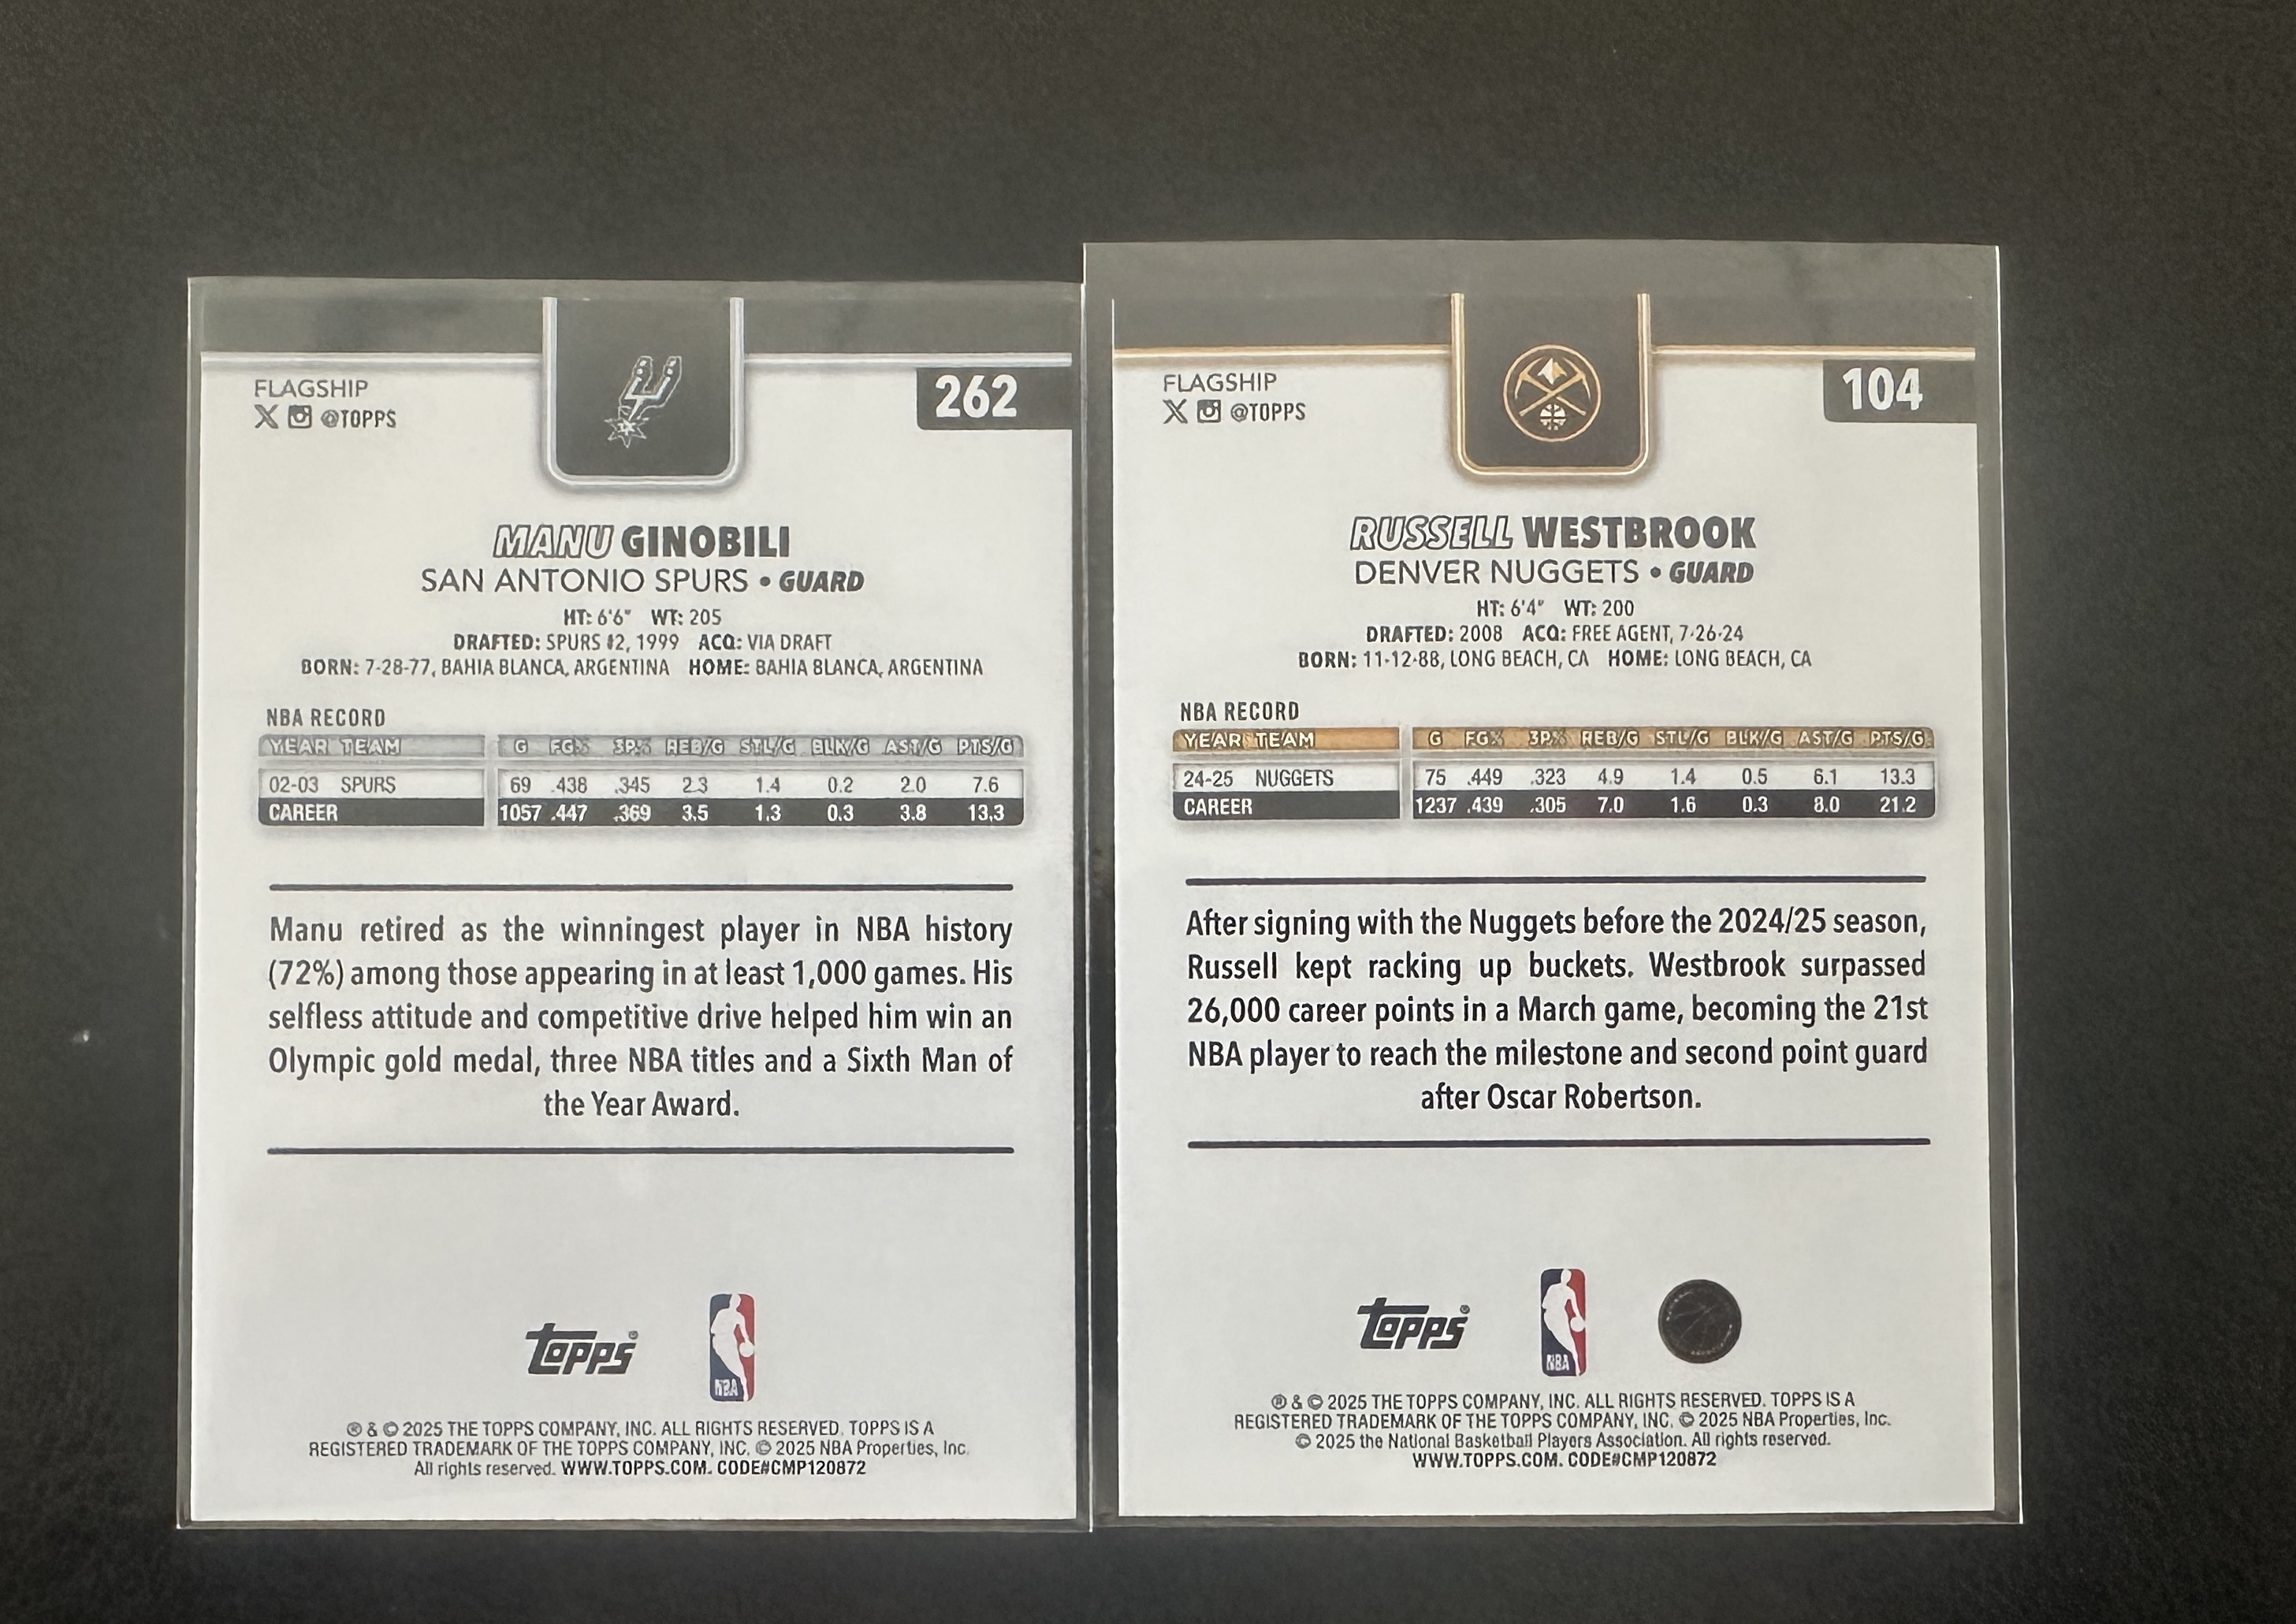 FLAGSHIP
@TOPPS
262
MANU GINOBILI
SAN ANTONIO SPURS • GUARD
HT: 6'6" WT: 205
DRAFTED: SPURS #2, 1999 ACQ: VIA DRAFT
BORN: 7-28-77, BAHIA BLANCA, ARGENTINA HOME: BAHIA BLANCA, ARGENTINA
NBA RECORD
YEAR TEAM G FG% 3P% REB/G STL/G BLK/G AST/G PTS/G
02-03 SPURS 69 .438 .345 2.3 1.4 0.2 2.0 7.6
CAREER 1057 .447 .369 3.5 1.3 0.3 3.8 13.3
Manu retired as the winningest player in NBA history
(72%) among those appearing in at least 1,000 games. His
selfless attitude and competitive drive helped him win an
Olympic gold medal, three NBA titles and a Sixth Man of
the Year Award.
Topps®
NBA
® & © 2025 THE TOPPS COMPANY, INC. ALL RIGHTS RESERVED. TOPPS IS A
REGISTERED TRADEMARK OF THE TOPPS COMPANY, INC. © 2025 NBA Properties, Inc.
All rights reserved. WWW.TOPPS.COM. CODE#CMP120872
FLAGSHIP
@TOPPS
104
RUSSELL WESTBROOK
DENVER NUGGETS • GUARD
HT: 6'4" WT: 200
DRAFTED: 2008 ACQ: FREE AGENT, 7-26-24
BORN: 11-12-88, LONG BEACH, CA HOME: LONG BEACH, CA
NBA RECORD
YEAR TEAM G FG% 3P% REB/G STL/G BLK/G AST/G PTS/G
24-25 NUGGETS 75 .449 .323 4.9 1.4 0.5 6.1 13.3
CAREER 1237 .439 .305 7.0 1.6 0.3 8.0 21.2
After signing with the Nuggets before the 2024/25 season,
Russell kept racking up buckets. Westbrook surpassed
26,000 career points in a March game, becoming the 21st
NBA player to reach the milestone and second point guard
after Oscar Robertson.
Topps®
NBA
® & © 2025 THE TOPPS COMPANY, INC. ALL RIGHTS RESERVED. TOPPS IS A
REGISTERED TRADEMARK OF THE TOPPS COMPANY, INC. © 2025 NBA Properties, Inc.
© 2025 the National Basketball Players Association. All rights reserved.
WWW.TOPPS.COM. CODE#CMP120872